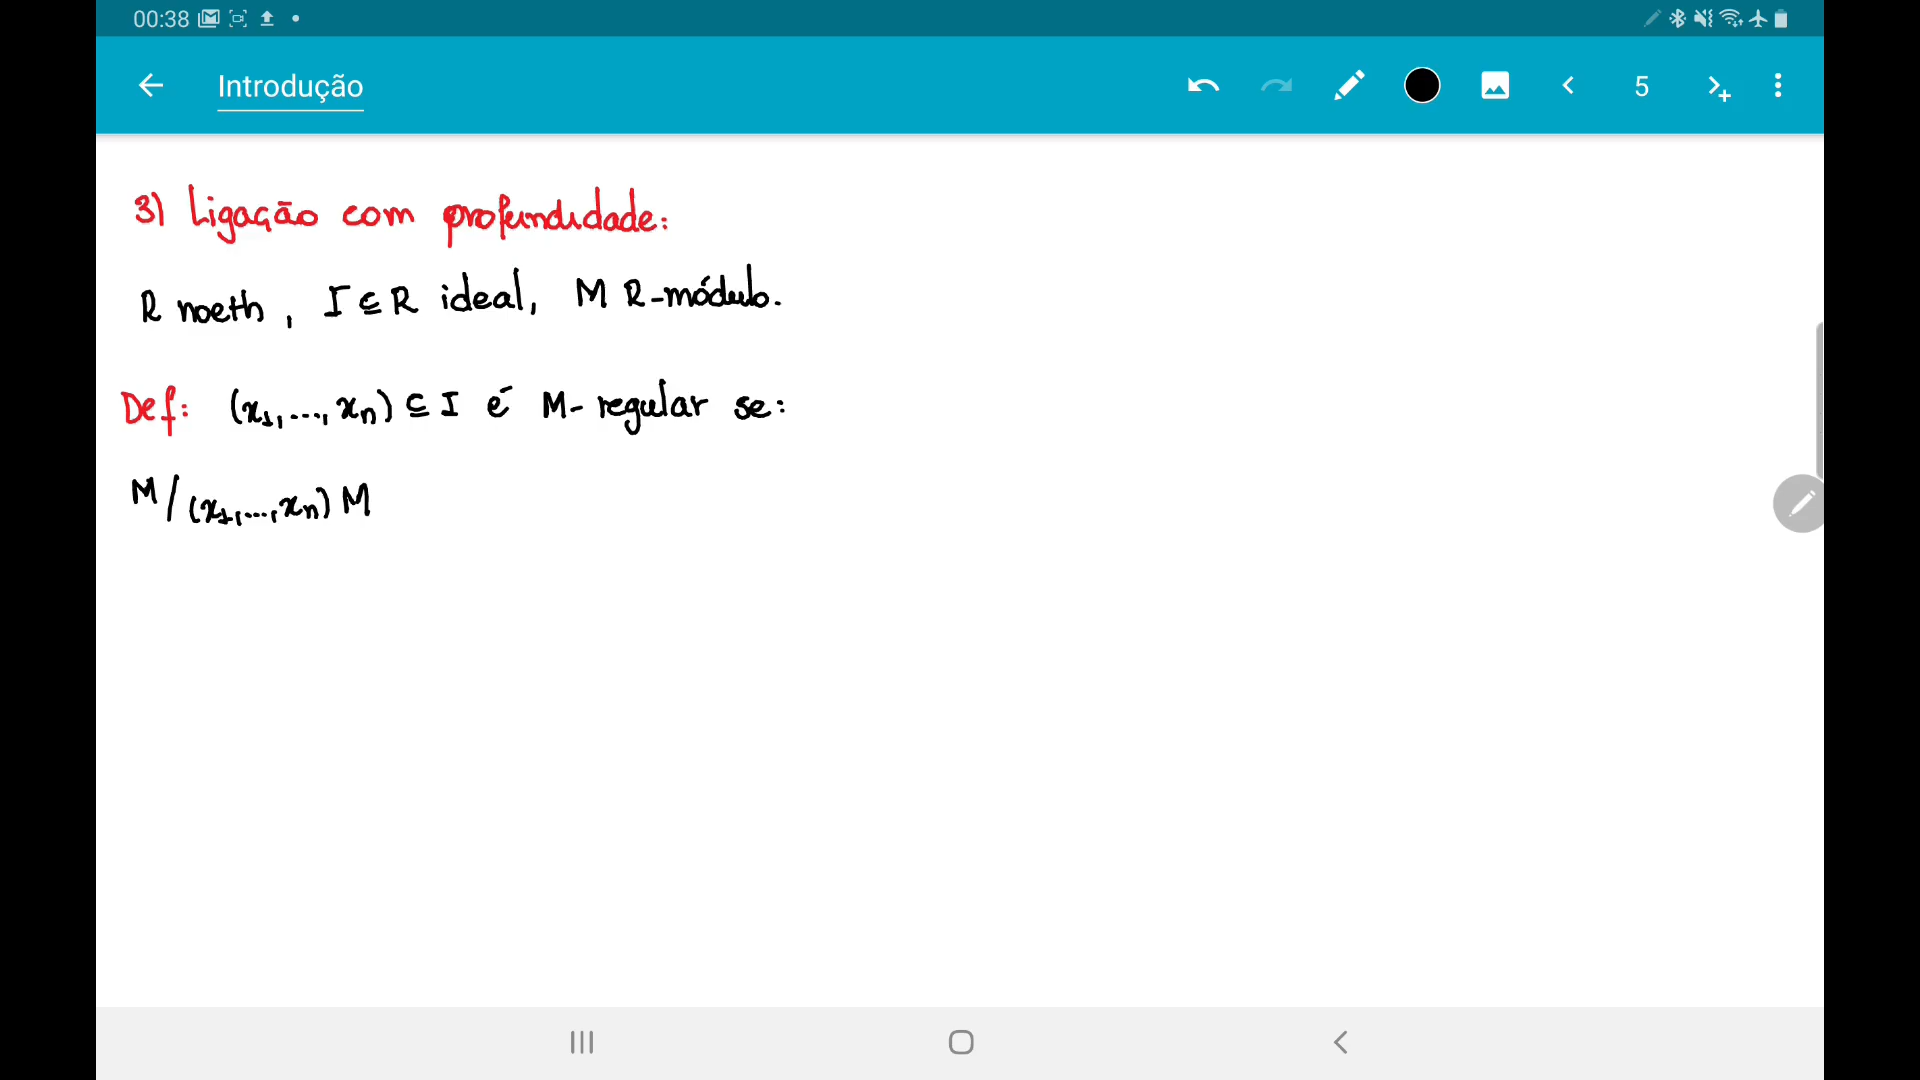 00:38
Introdução
5
3) Ligação com profundidade:
R noeth, I ⊆ R ideal, M R-módulo.
Def: (x₁,...,xₙ) ⊆ I é M-regular se:
M/(x₁,...,xₙ)M